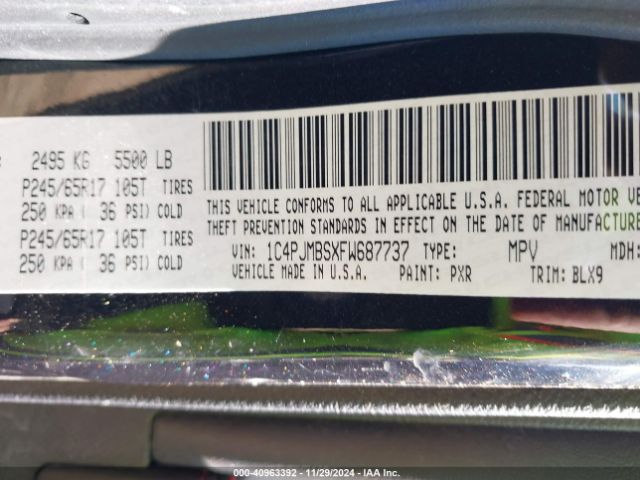 2495 KG 5500 LB
P245/65R17 105T TIRES
250 KPA ( 36 PSI) COLD
P245/65R17 105T TIRES
250 KPA ( 36 PSI) COLD
THIS VEHICLE CONFORMS TO ALL APPLICABLE U.S.A. FEDERAL MOTOR VE
THEFT PREVENTION STANDARDS IN EFFECT ON THE DATE OF MANUFACTURE
VIN: 1C4PJMBSXFW687737 TYPE: MPV MDH:
VEHICLE MADE IN U.S.A. PAINT: PXR TRIM: BLX9
000-40963392 - 11/29/2024 - IAA Inc.